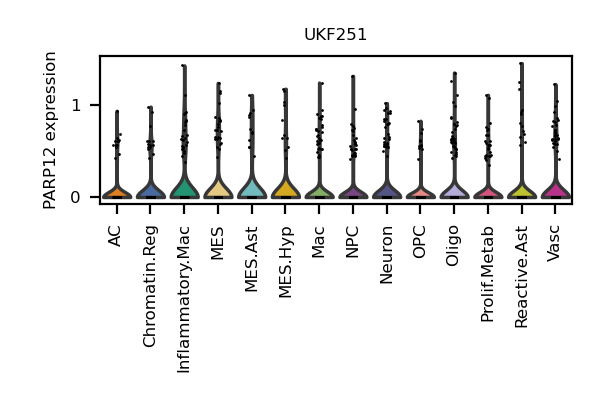 UKF251
PARP12 expression
1
0
AC
Chromatin.Reg
Inflammatory.Mac
MES
MES.Ast
MES.Hyp
Mac
NPC
Neuron
OPC
Oligo
Prolif.Metab
Reactive.Ast
Vasc